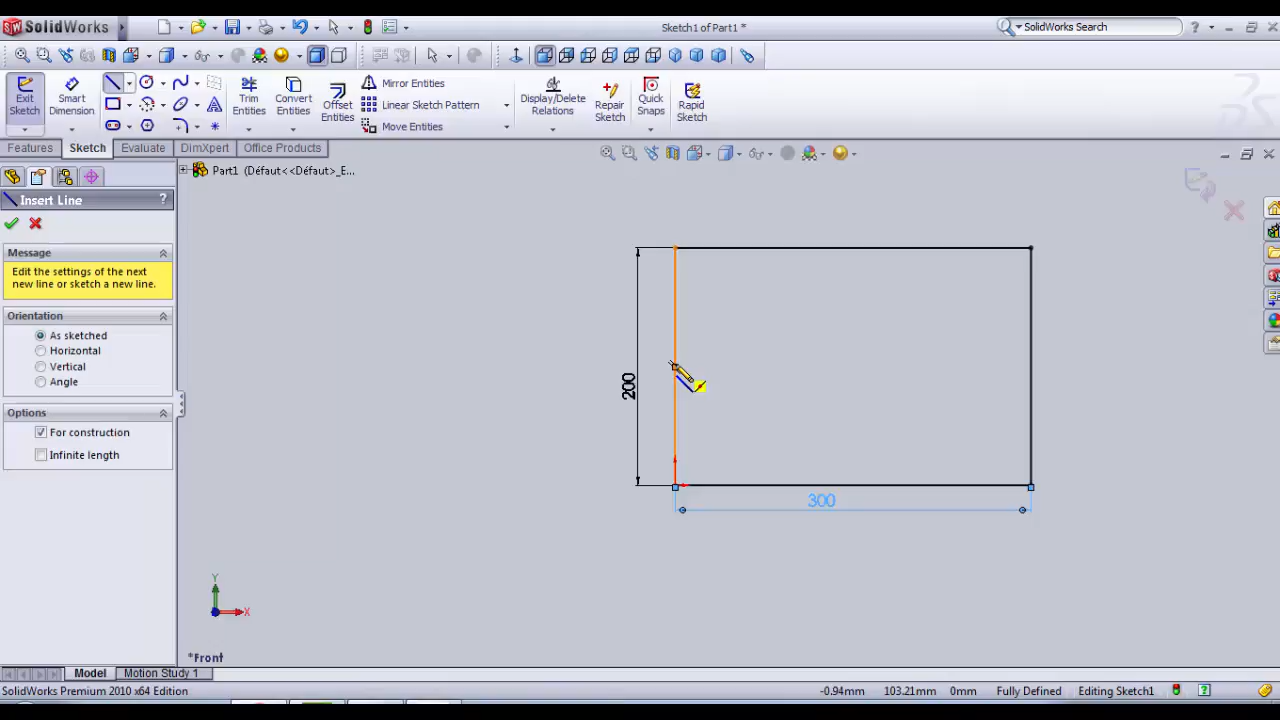 SolidWorks
Sketch1 of Part1 *
SolidWorks Search
Exit Sketch
Smart Dimension
Trim Entities
Convert Entities
Offset Entities
Mirror Entities
Linear Sketch Pattern
Move Entities
Display/Delete Relations
Repair Sketch
Quick Snaps
Rapid Sketch
Features
Sketch
Evaluate
DimXpert
Office Products
Part1 (Défaut<<Défaut>_E...
Insert Line
?
Message
Edit the settings of the next
new line or sketch a new line.
Orientation
As sketched
Horizontal
Vertical
Angle
Options
For construction
Infinite length
200
300
Y
X
*Front
Model
Motion Study 1
SolidWorks Premium 2010 x64 Edition
-0.94mm
103.21mm
0mm
Fully Defined
Editing Sketch1